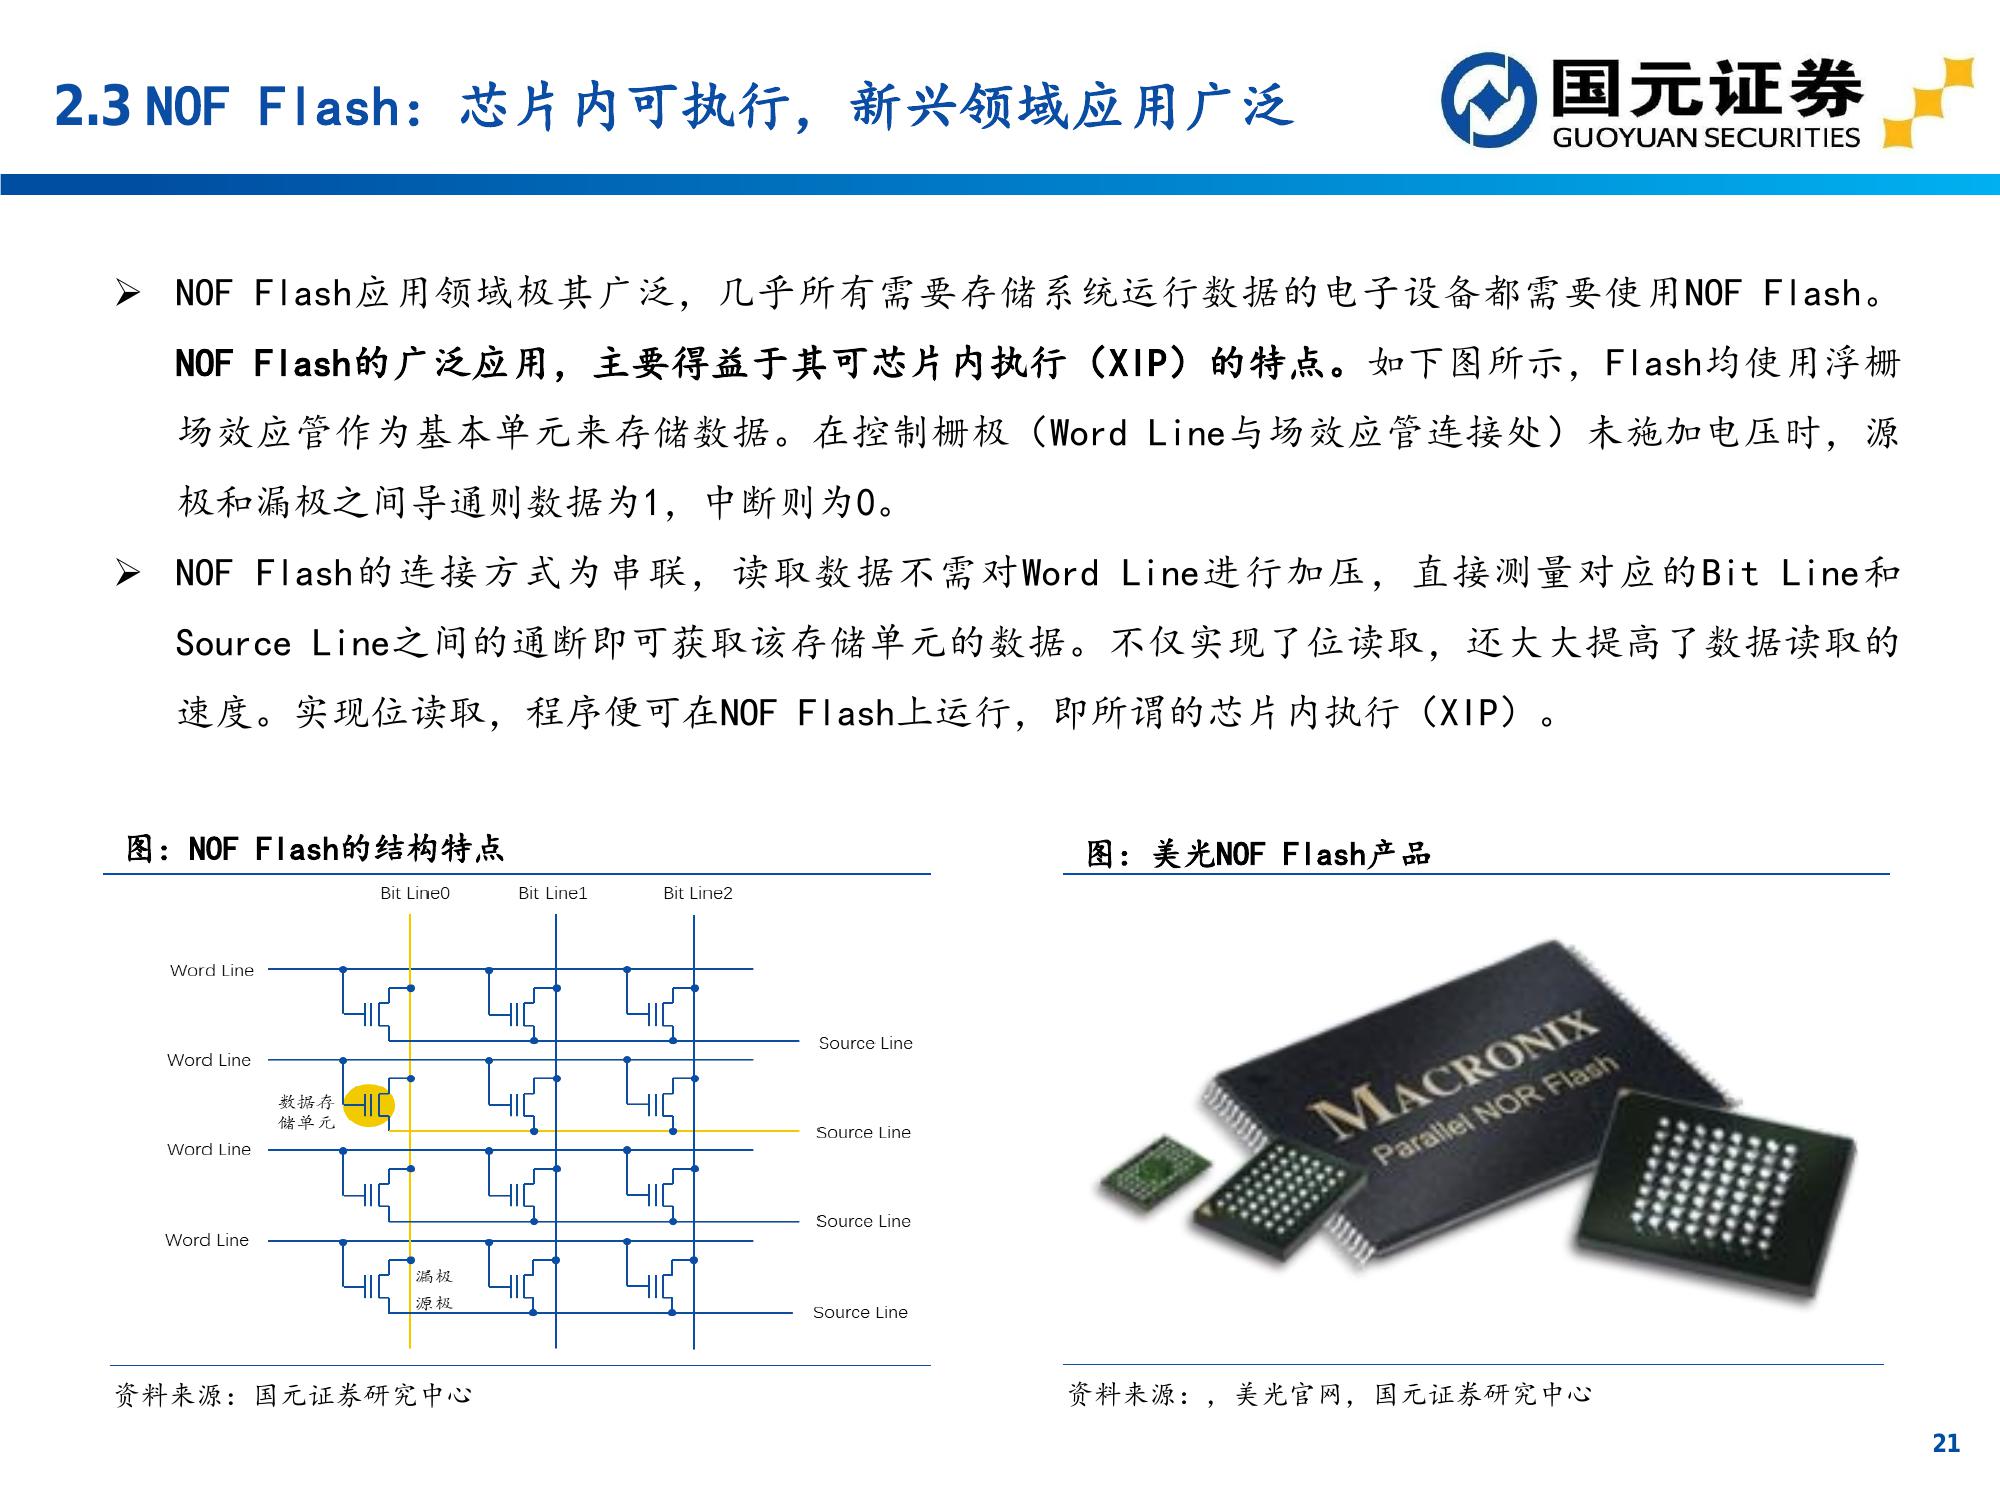 2.3 NOF Flash：芯片内可执行，新兴领域应用广泛
国元证券
GUOYUAN SECURITIES
➢ NOF Flash应用领域极其广泛，几乎所有需要存储系统运行数据的电子设备都需要使用NOF Flash。
NOF Flash的广泛应用，主要得益于其可芯片内执行（XIP）的特点。如下图所示，Flash均使用浮栅
场效应管作为基本单元来存储数据。在控制栅极（Word Line与场效应管连接处）未施加电压时，源
极和漏极之间导通则数据为1，中断则为0。
➢ NOF Flash的连接方式为串联，读取数据不需对Word Line进行加压，直接测量对应的Bit Line和
Source Line之间的通断即可获取该存储单元的数据。不仅实现了位读取，还大大提高了数据读取的
速度。实现位读取，程序便可在NOF Flash上运行，即所谓的芯片内执行（XIP）。
图：NOF Flash的结构特点
Bit Line0 Bit Line1 Bit Line2
Word Line
Source Line
Word Line
数据存
储单元
Source Line
Word Line
Source Line
Word Line
漏极
源极
Source Line
资料来源：国元证券研究中心
图：美光NOF Flash产品
MACRONIX
Parallel NOR Flash
资料来源：，美光官网，国元证券研究中心
21